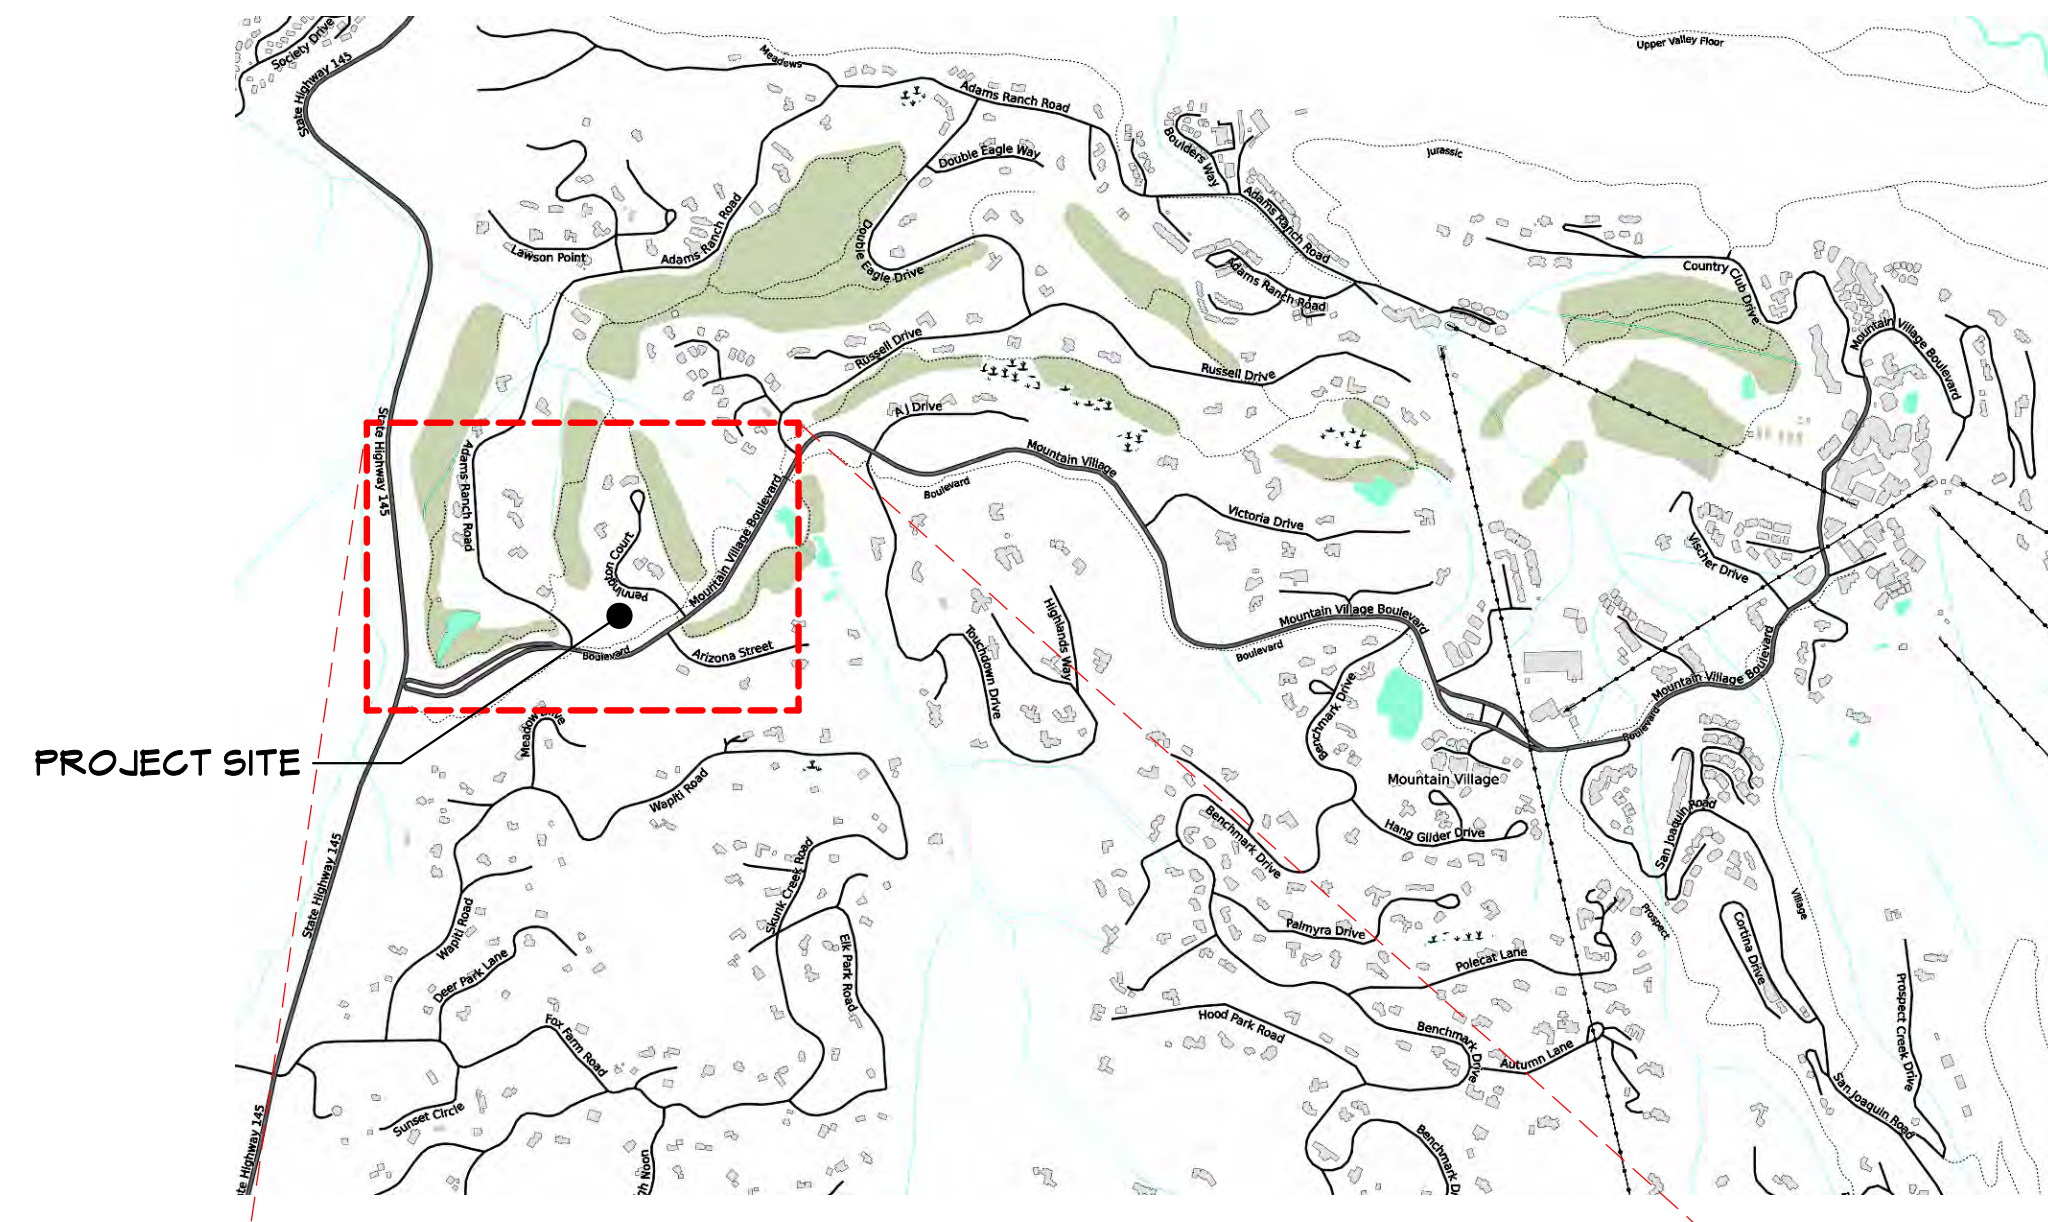 Society Drive
State Highway 145
Meadows
Adams Ranch Road
Upper Valley Floor
Boulders Way
Double Eagle Way
Jurassic
Adams Ranch Road
Adams Ranch Road
Lawson Point
Double Eagle Drive
Adams Ranch Road
Country Club Drive
Mountain Village Boulevard
Russell Drive
Russell Drive
A J Drive
State Highway 145
Adams Ranch Road
Mountain Village
Boulevard
Mountain Village Boulevard
Pennington Court
Victoria Drive
Vischer Drive
Highlands Way
Touchdown Drive
Mountain Village Boulevard
Boulevard
Arizona Street
Boulevard
Mountain Village Boulevard
Boulevard
Meadow Drive
PROJECT SITE
Wapiti Road
Benchmark Drive
Mountain Village
Hang Glider Drive
Benchmark Drive
San Joaquin Road
State Highway 145
Skunk Creek Road
Wapiti Road
Village
Prospect
Cortina Drive
Palmyra Drive
Polecat Lane
Elk Park Road
Deer Park Lane
Prospect Creek Drive
Fox Farm Road
Hood Park Road
Benchmark Drive
Autumn Lane
Sunset Circle
San Joaquin Road
te Highway 145
gh Noon
Benchmark D